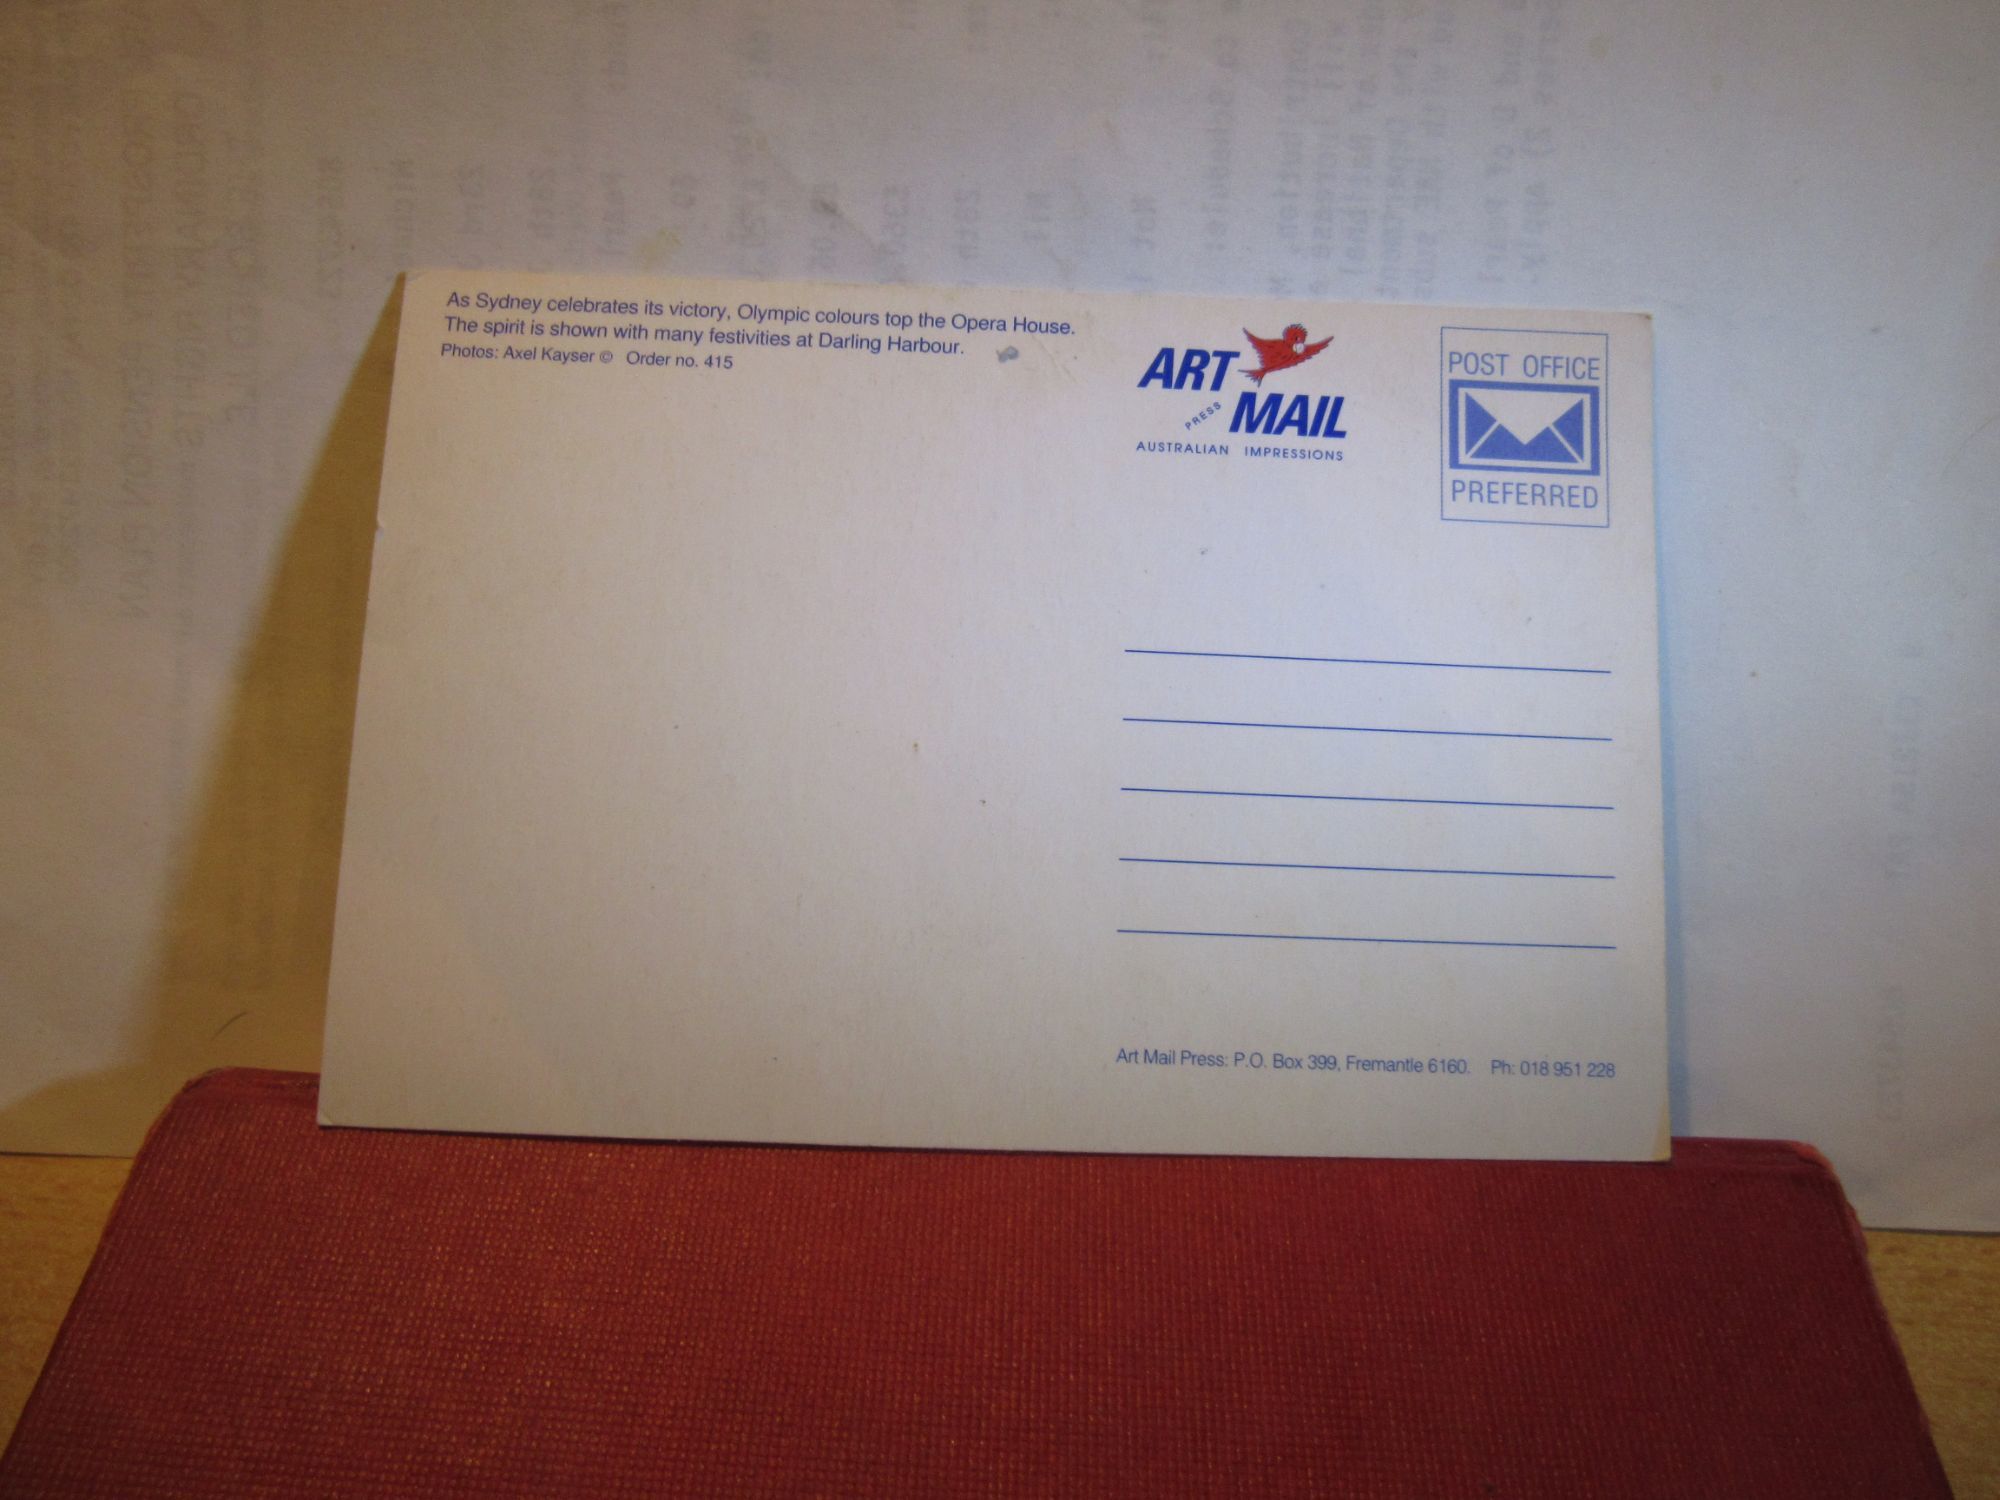 As Sydney celebrates its victory, Olympic colours top the Opera House.
The spirit is shown with many festivities at Darling Harbour.
Photos: Axel Kayser © Order no. 415
ART
PRESS
MAIL
AUSTRALIAN IMPRESSIONS
POST OFFICE
PREFERRED
Art Mail Press: P.O. Box 399, Fremantle 6160. Ph: 018 951 228